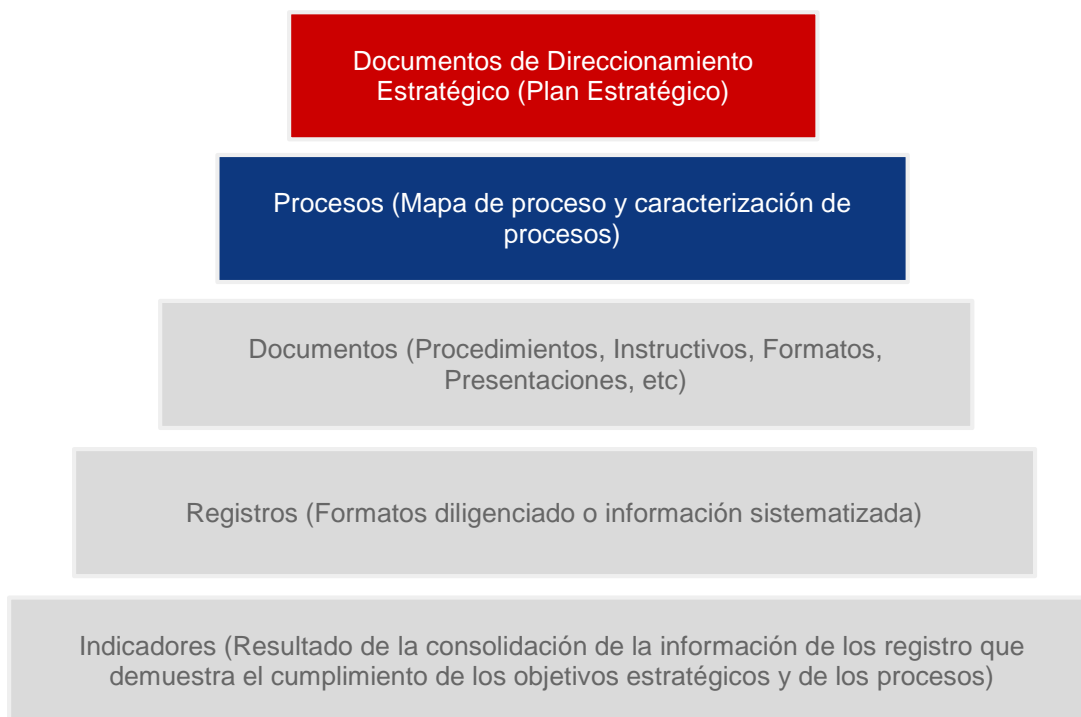 Documentos de Direccionamiento
Estratégico (Plan Estratégico)
Procesos (Mapa de proceso y caracterización de
procesos)
Documentos (Procedimientos, Instructivos, Formatos,
Presentaciones, etc)
Registros (Formatos diligenciado o información sistematizada)
Indicadores (Resultado de la consolidación de la información de los registro que
demuestra el cumplimiento de los objetivos estratégicos y de los procesos)